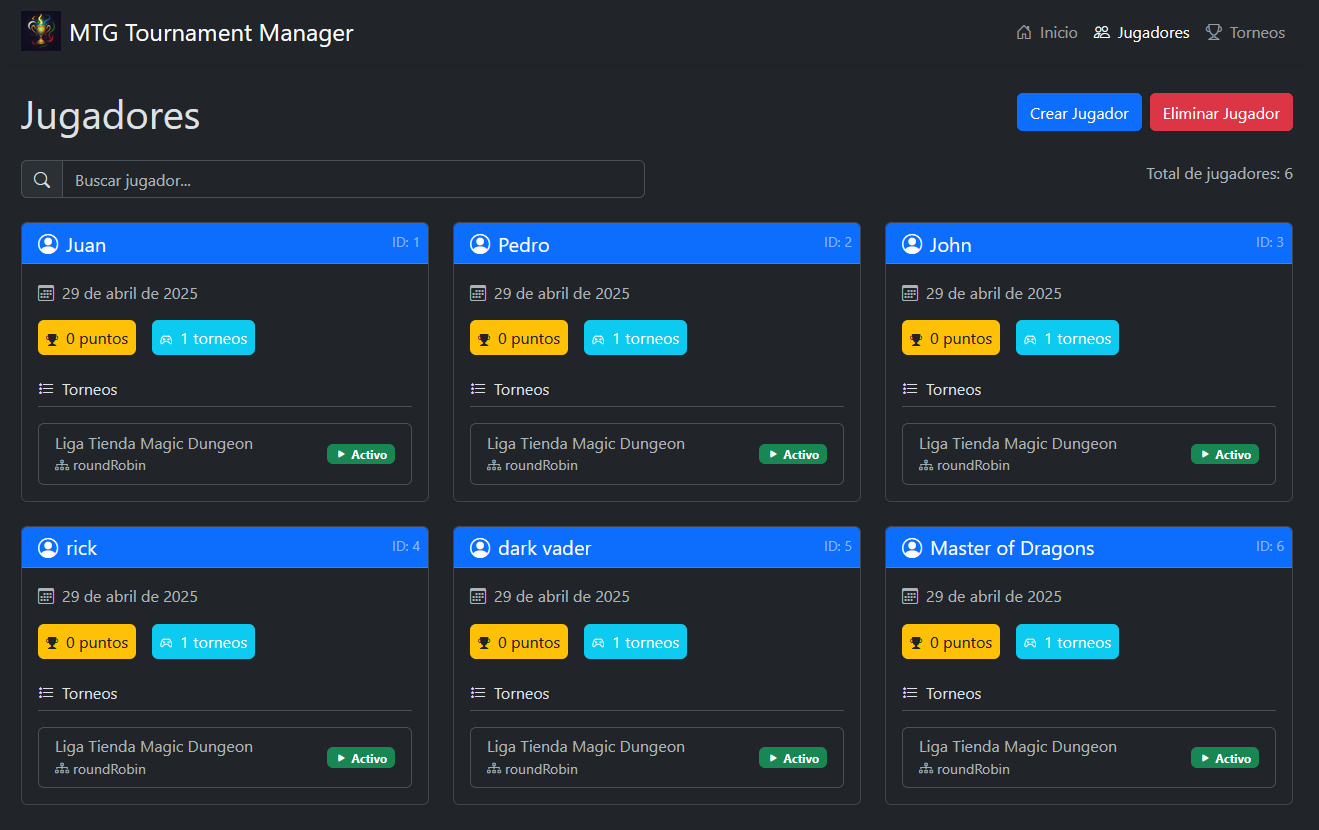 MTG Tournament Manager
Inicio Jugadores Torneos
Jugadores
Crear Jugador Eliminar Jugador
Buscar jugador...
Total de jugadores: 6
Juan ID: 1
29 de abril de 2025
0 puntos 1 torneos
Torneos
Liga Tienda Magic Dungeon
roundRobin
Activo
Pedro ID: 2
29 de abril de 2025
0 puntos 1 torneos
Torneos
Liga Tienda Magic Dungeon
roundRobin
Activo
John ID: 3
29 de abril de 2025
0 puntos 1 torneos
Torneos
Liga Tienda Magic Dungeon
roundRobin
Activo
rick ID: 4
29 de abril de 2025
0 puntos 1 torneos
Torneos
Liga Tienda Magic Dungeon
roundRobin
Activo
dark vader ID: 5
29 de abril de 2025
0 puntos 1 torneos
Torneos
Liga Tienda Magic Dungeon
roundRobin
Activo
Master of Dragons ID: 6
29 de abril de 2025
0 puntos 1 torneos
Torneos
Liga Tienda Magic Dungeon
roundRobin
Activo